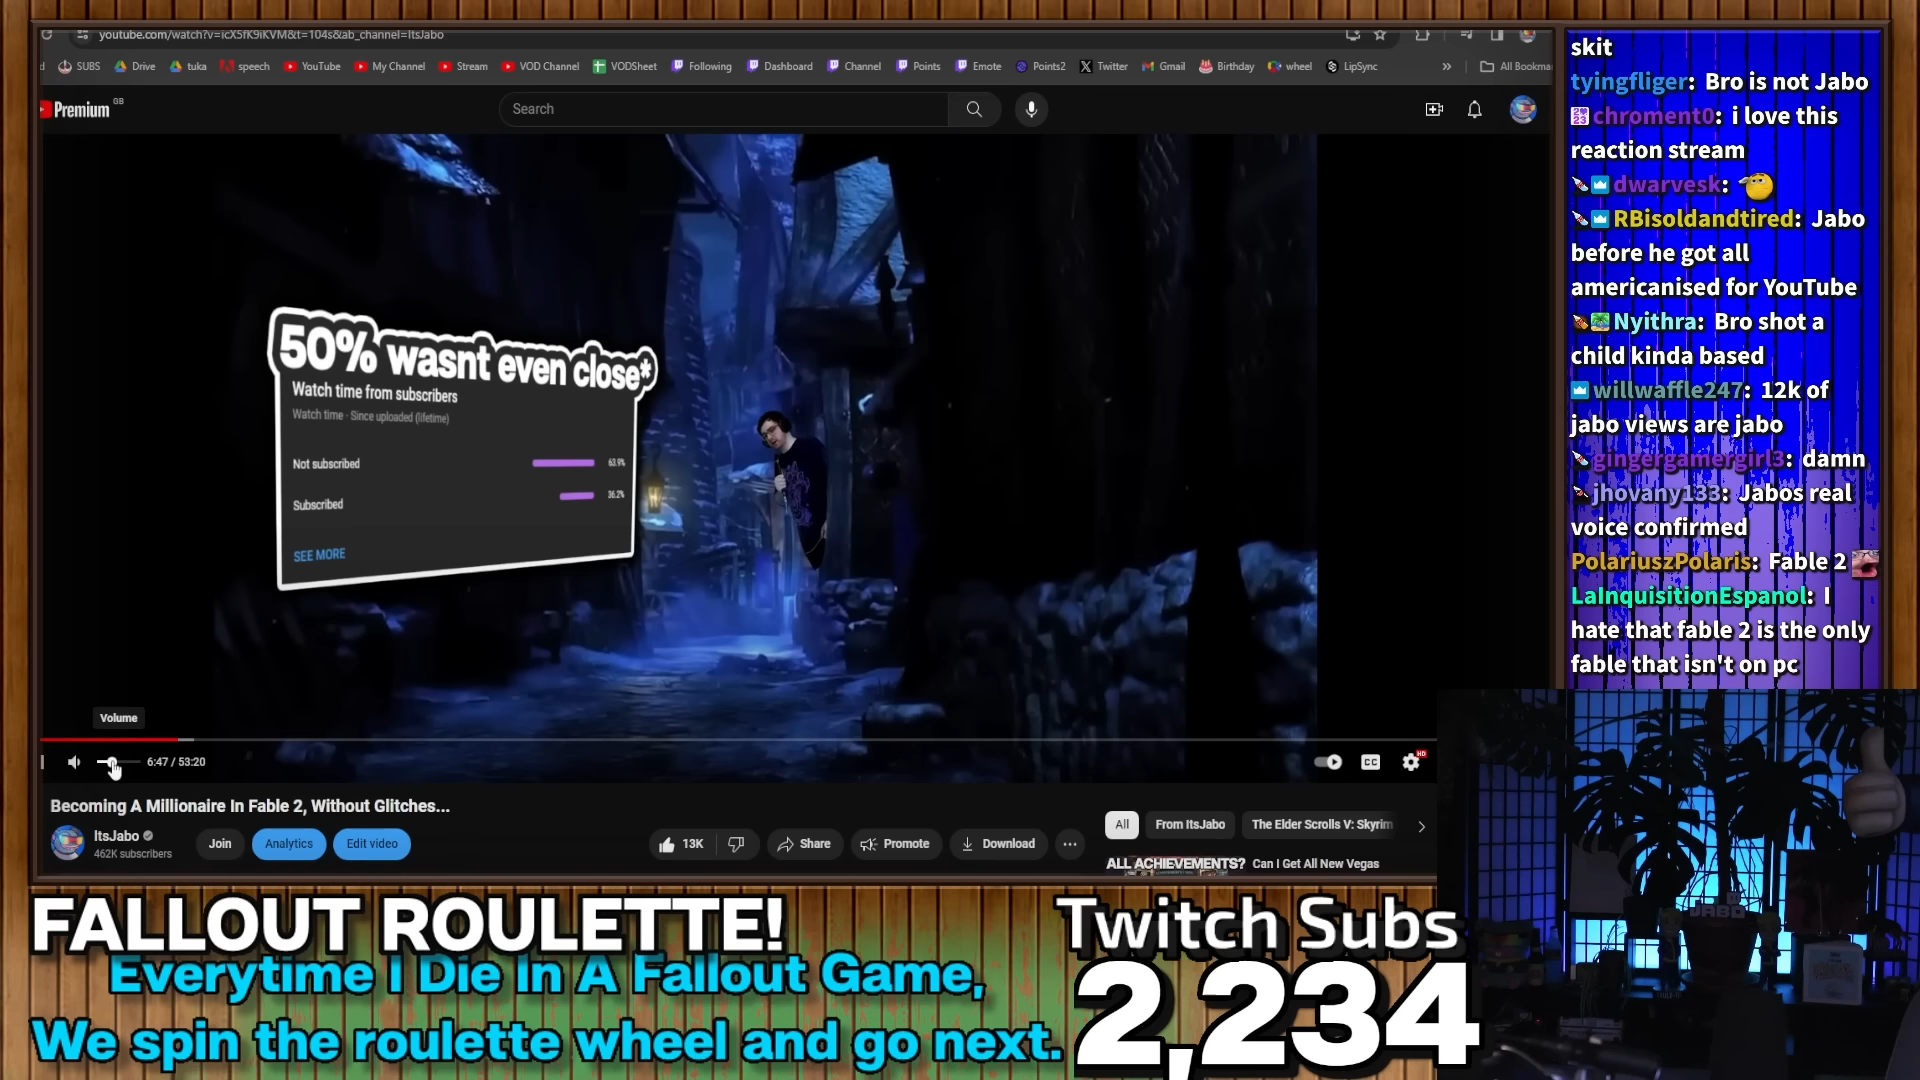 youtube.com/watch?v=icX5fK9iKVM&t=104s&ab_channel=ItsJabo
SUBS Drive tuka speech YouTube My Channel Stream VOD Channel VODSheet Following Dashboard Channel Points Emote Points2 Twitter Gmail Birthday wheel LipSync » All Bookma
Premium GB
Search
50% wasnt even close*
Watch time from subscribers
Watch time · Since uploaded (lifetime)
Not subscribed 63.9%
Subscribed 36.2%
SEE MORE
Volume
6:47 / 53:20
CC HD
Becoming A Millionaire In Fable 2, Without Glitches...
ItsJabo
462K subscribers
Join Analytics Edit video
13K Share Promote Download ...
All From ItsJabo The Elder Scrolls V: Skyrim
ALL ACHIEVEMENTS? Can I Get All New Vegas
skit
tyingfliger: Bro is not Jabo
chroment0: i love this
reaction stream
dwarvesk:
RBisoldandtired: Jabo
before he got all
americanised for YouTube
Nyithra: Bro shot a
child kinda based
willwaffle247: 12k of
jabo views are jabo
gingergamergirl3: damn
jhovany133: Jabos real
voice confirmed
PolariuszPolaris: Fable 2
LaInquisitionEspanol: I
hate that fable 2 is the only
fable that isn't on pc
JABO
FALLOUT ROULETTE!
Everytime I Die In A Fallout Game,
We spin the roulette wheel and go next.
Twitch Subs
2,234